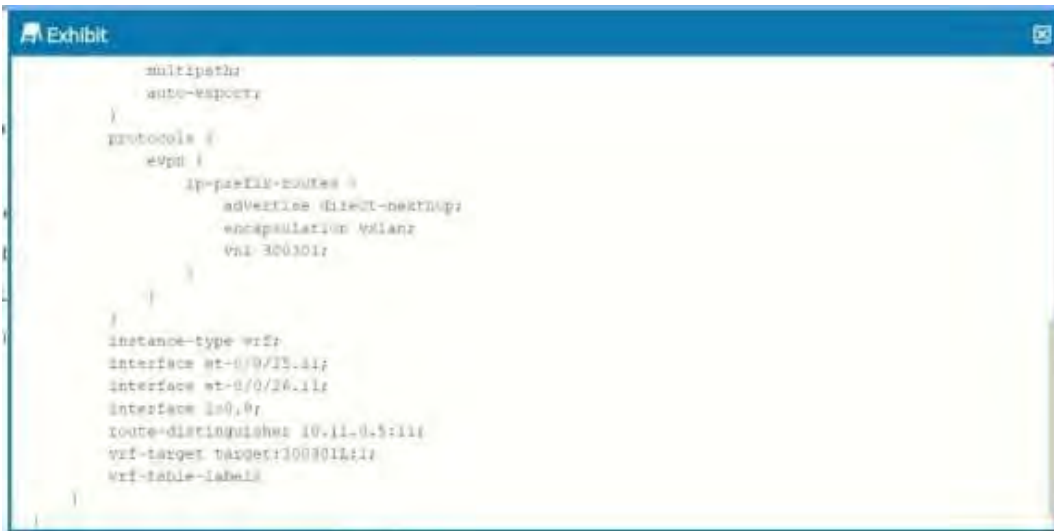 Exhibit
multipath;
auto-export;
}
protocols {
evpn {
ip-prefix-routes {
advertise direct-nexthop;
encapsulation vxlan;
vni 300301;
}
}
}
instance-type vrf;
interface et-0/0/25.11;
interface et-0/0/26.11;
interface lo0.9;
route-distinguisher 10.11.0.5:11;
vrf-target target:300301L:1;
vrf-table-label;
}
}